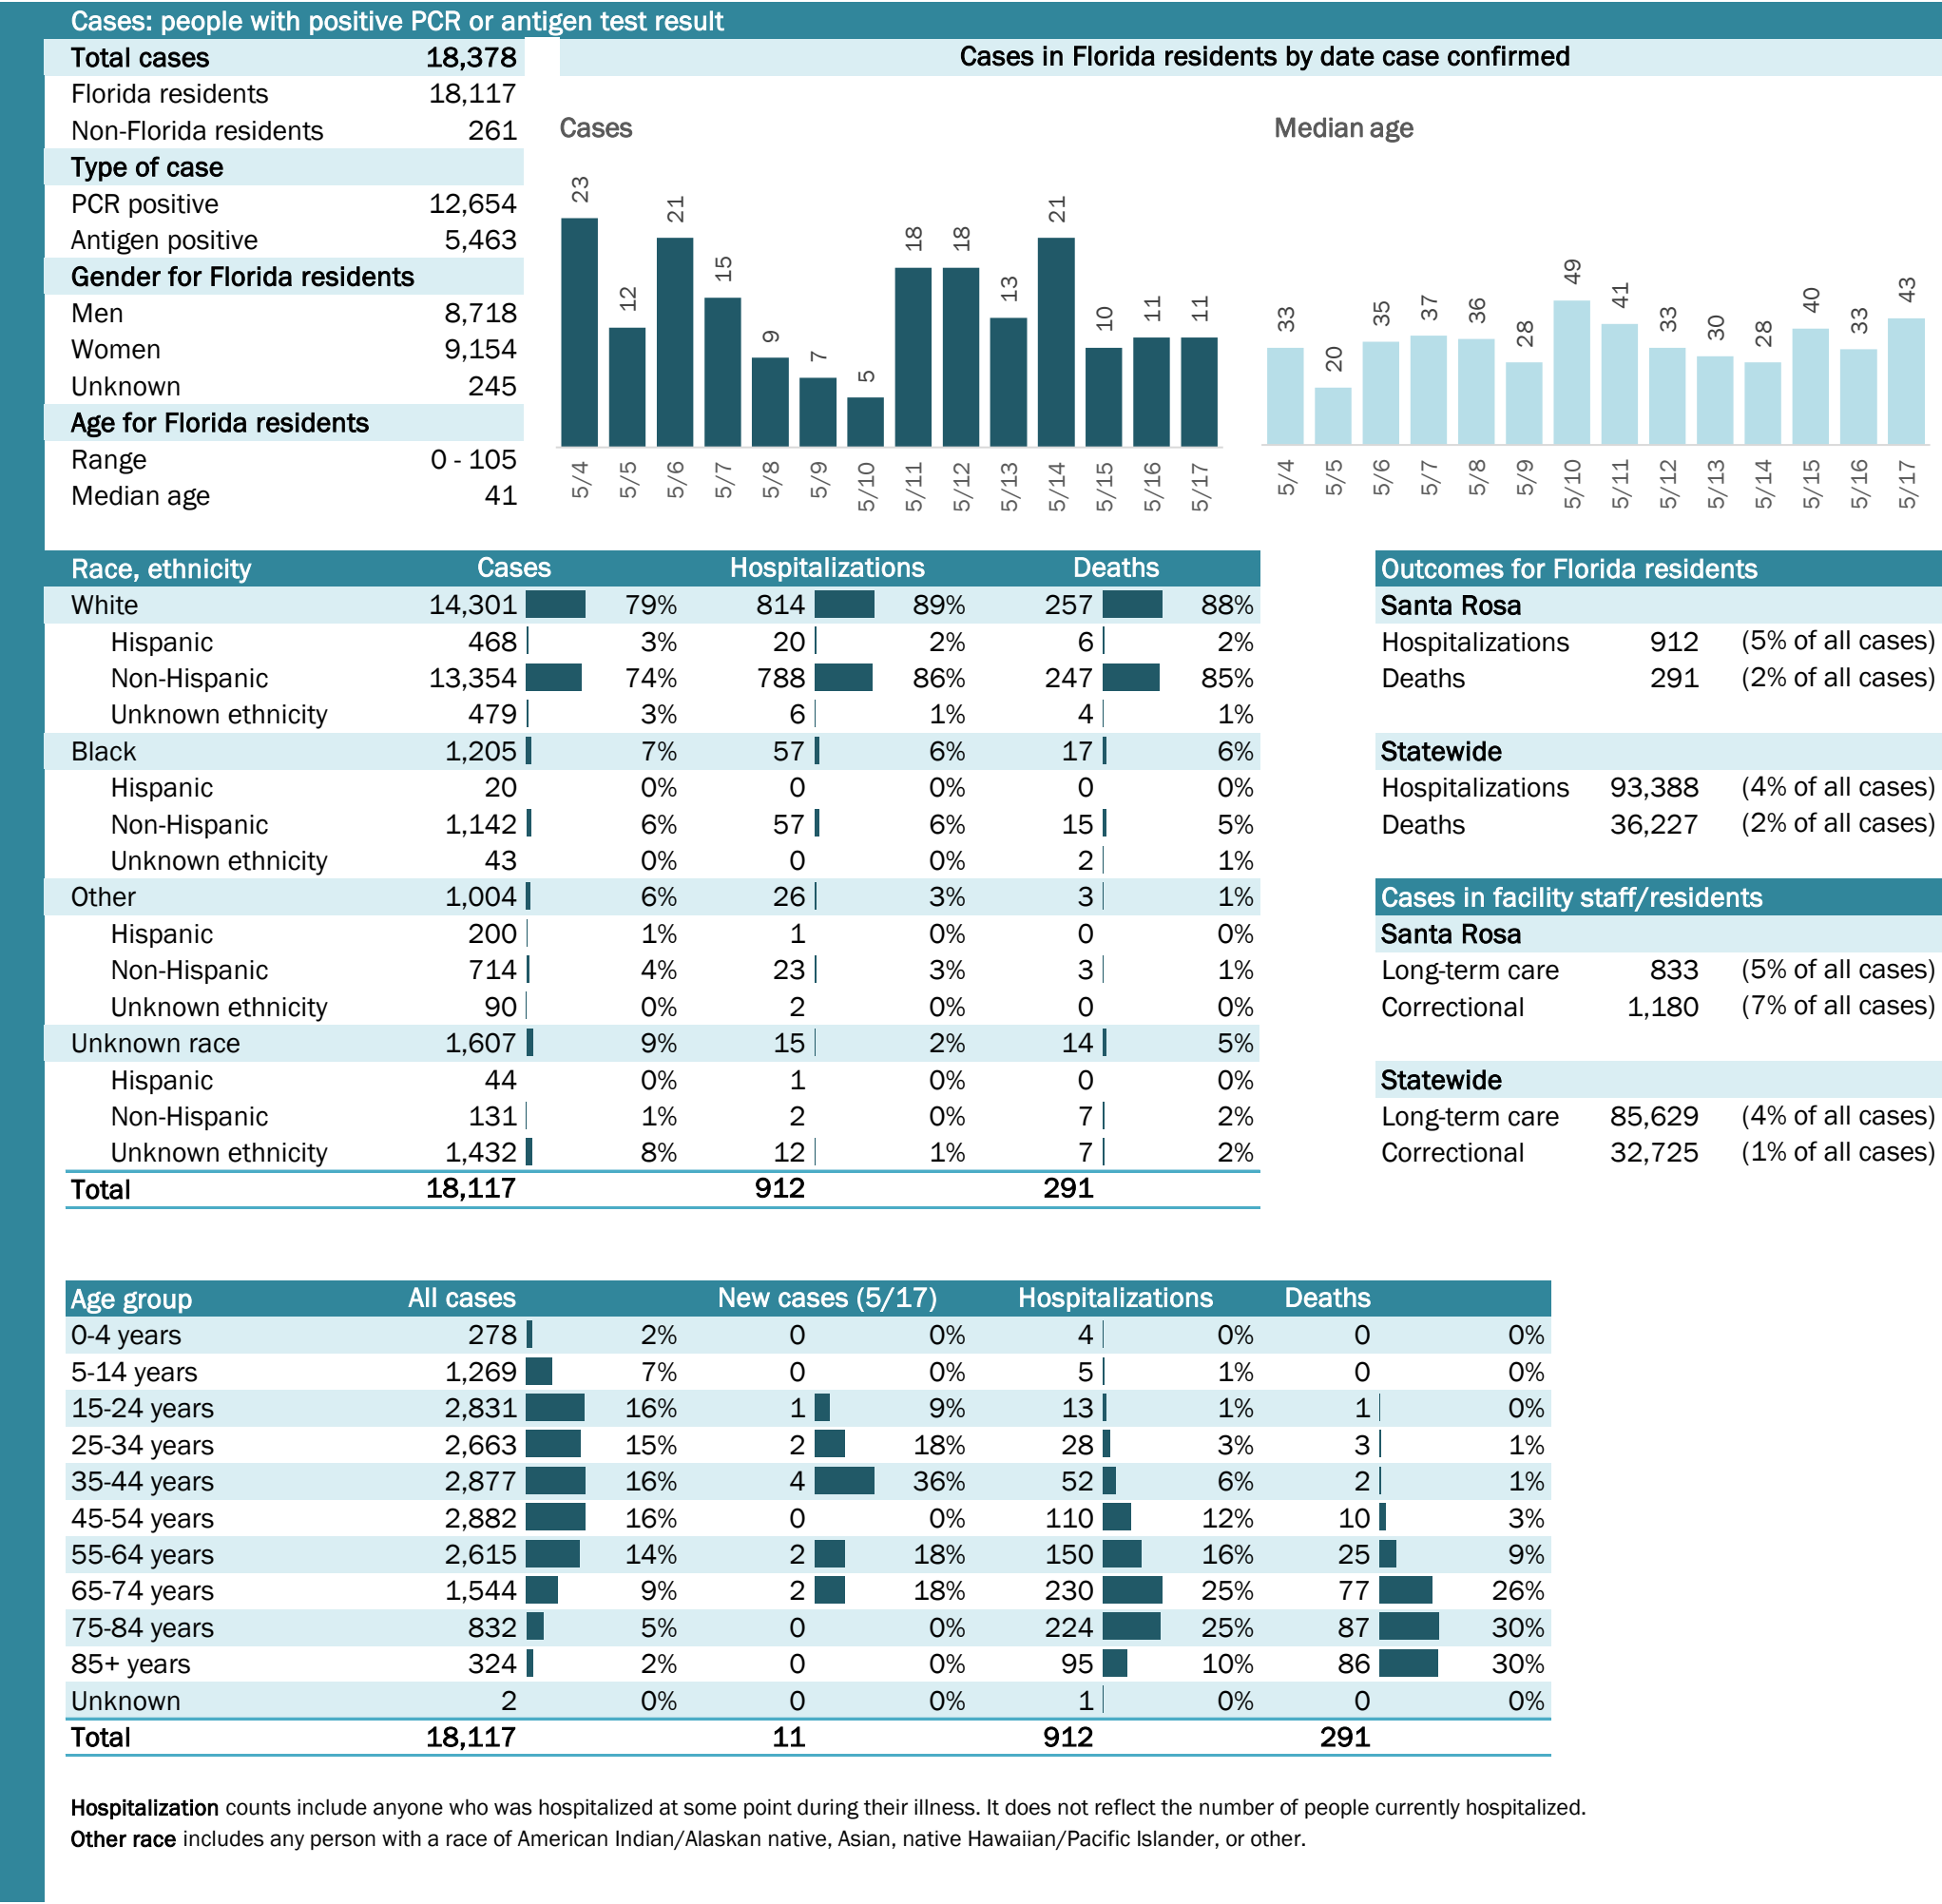 Cases: people with positive PCR or antigen test result
Total cases 18,378
Florida residents 18,117
Non-Florida residents 261
Type of case
PCR positive 12,654
Antigen positive 5,463
Gender for Florida residents
Men 8,718
Women 9,154
Unknown 245
Age for Florida residents
Range 0 - 105
Median age 41
Cases in Florida residents by date case confirmed
Cases
23 12 21 15 9 7 5 18 18 13 21 10 11 11
5/4 5/5 5/6 5/7 5/8 5/9 5/10 5/11 5/12 5/13 5/14 5/15 5/16 5/17
Median age
33 20 35 37 36 28 49 41 33 30 28 40 33 43
5/4 5/5 5/6 5/7 5/8 5/9 5/10 5/11 5/12 5/13 5/14 5/15 5/16 5/17
Race, ethnicity Cases Hospitalizations Deaths
White 14,301 79% 814 89% 257 88%
Hispanic 468 3% 20 2% 6 2%
Non-Hispanic 13,354 74% 788 86% 247 85%
Unknown ethnicity 479 3% 6 1% 4 1%
Black 1,205 7% 57 6% 17 6%
Hispanic 20 0% 0 0% 0 0%
Non-Hispanic 1,142 6% 57 6% 15 5%
Unknown ethnicity 43 0% 0 0% 2 1%
Other 1,004 6% 26 3% 3 1%
Hispanic 200 1% 1 0% 0 0%
Non-Hispanic 714 4% 23 3% 3 1%
Unknown ethnicity 90 0% 2 0% 0 0%
Unknown race 1,607 9% 15 2% 14 5%
Hispanic 44 0% 1 0% 0 0%
Non-Hispanic 131 1% 2 0% 7 2%
Unknown ethnicity 1,432 8% 12 1% 7 2%
Total 18,117 912 291
Outcomes for Florida residents
Santa Rosa
Hospitalizations 912 (5% of all cases)
Deaths 291 (2% of all cases)
Statewide
Hospitalizations 93,388 (4% of all cases)
Deaths 36,227 (2% of all cases)
Cases in facility staff/residents
Santa Rosa
Long-term care 833 (5% of all cases)
Correctional 1,180 (7% of all cases)
Statewide
Long-term care 85,629 (4% of all cases)
Correctional 32,725 (1% of all cases)
Age group All cases New cases (5/17) Hospitalizations Deaths
0-4 years 278 2% 0 0% 4 0% 0 0%
5-14 years 1,269 7% 0 0% 5 1% 0 0%
15-24 years 2,831 16% 1 9% 13 1% 1 0%
25-34 years 2,663 15% 2 18% 28 3% 3 1%
35-44 years 2,877 16% 4 36% 52 6% 2 1%
45-54 years 2,882 16% 0 0% 110 12% 10 3%
55-64 years 2,615 14% 2 18% 150 16% 25 9%
65-74 years 1,544 9% 2 18% 230 25% 77 26%
75-84 years 832 5% 0 0% 224 25% 87 30%
85+ years 324 2% 0 0% 95 10% 86 30%
Unknown 2 0% 0 0% 1 0% 0 0%
Total 18,117 11 912 291
Hospitalization counts include anyone who was hospitalized at some point during their illness. It does not reflect the number of people currently hospitalized.
Other race includes any person with a race of American Indian/Alaskan native, Asian, native Hawaiian/Pacific Islander, or other.